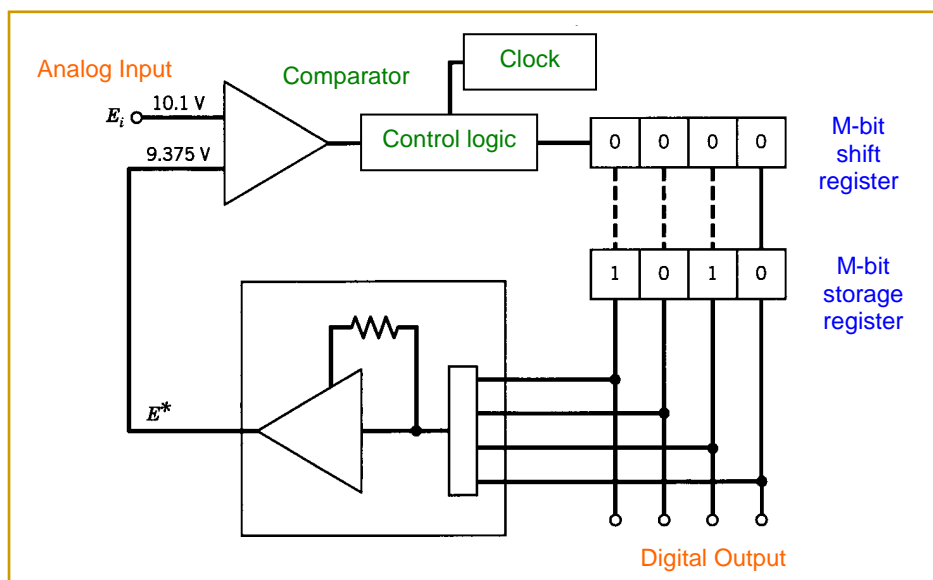 Analog Input
Comparator
Clock
E_i
10.1 V
9.375 V
Control logic
0 0 0 0
M-bit
shift
register
1 0 1 0
M-bit
storage
register
E*
Digital Output